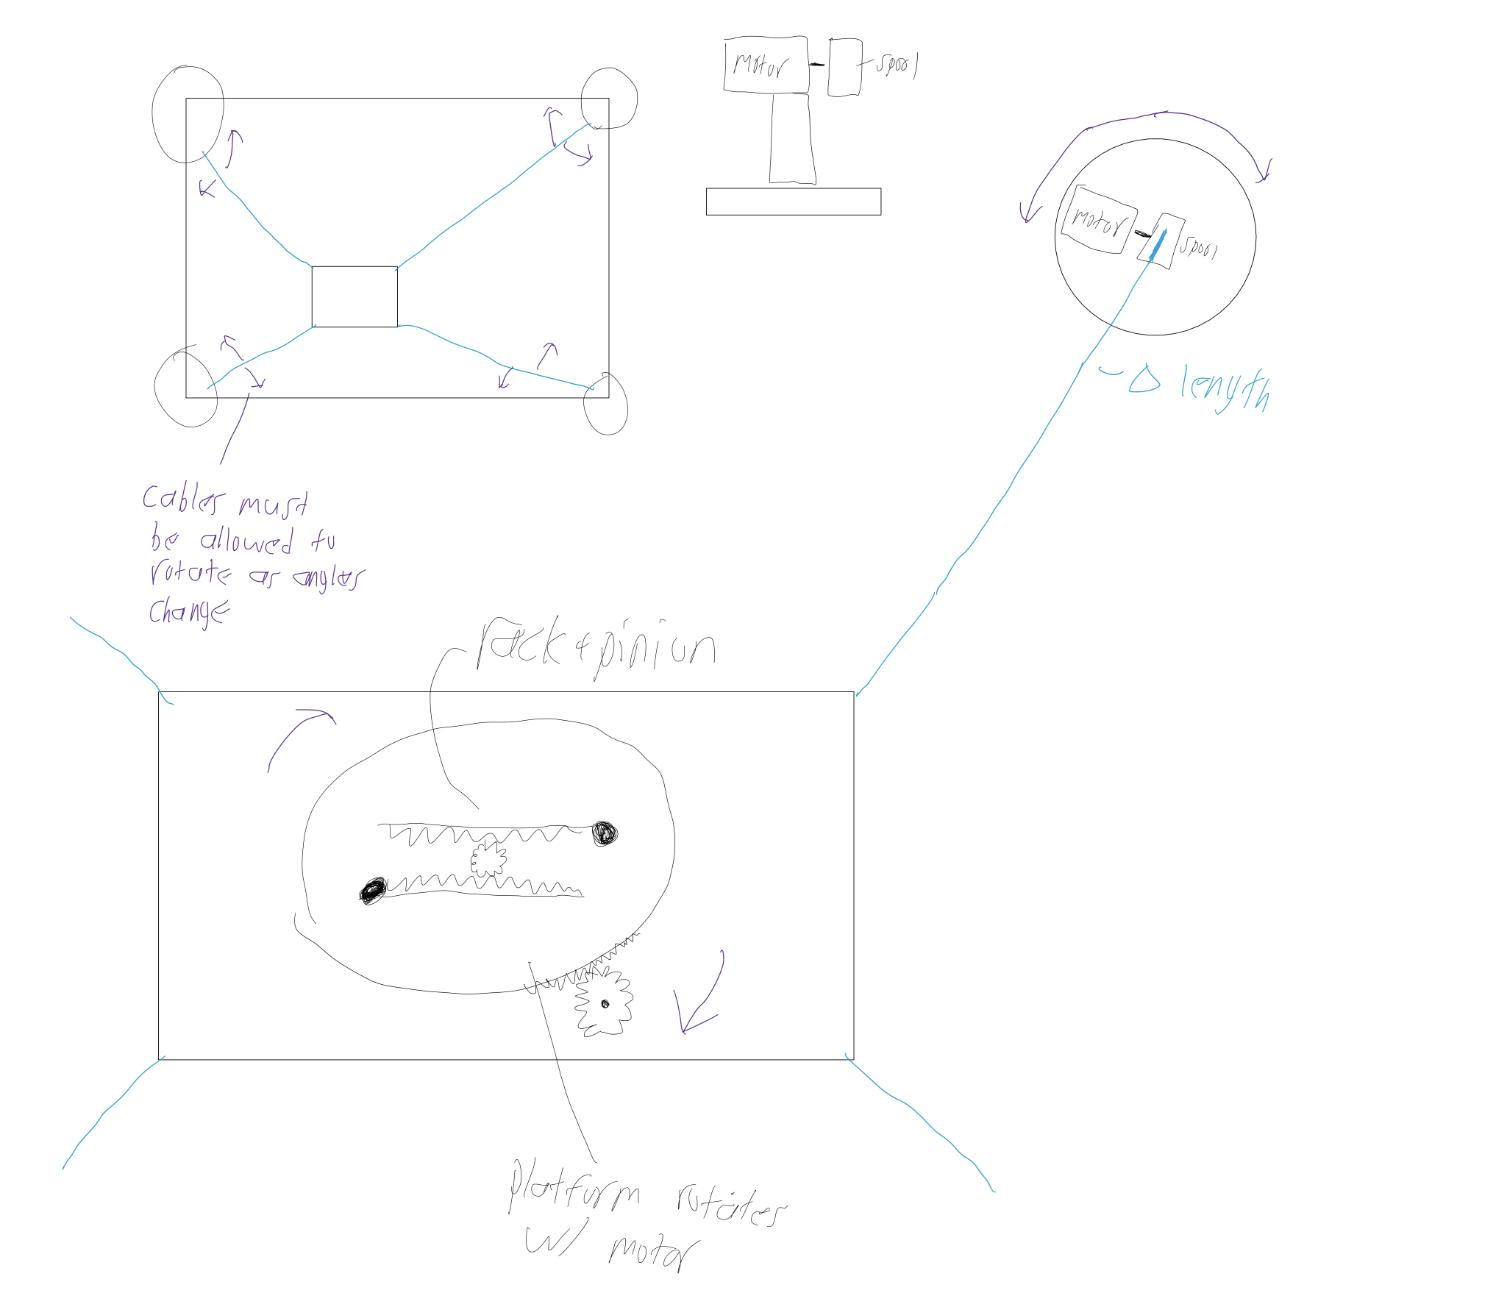 motor
spool
motor
spool
Δ length
Cables must
be allowed to
rotate as angles
change
rack + pinion
platform rotates
w/ motor